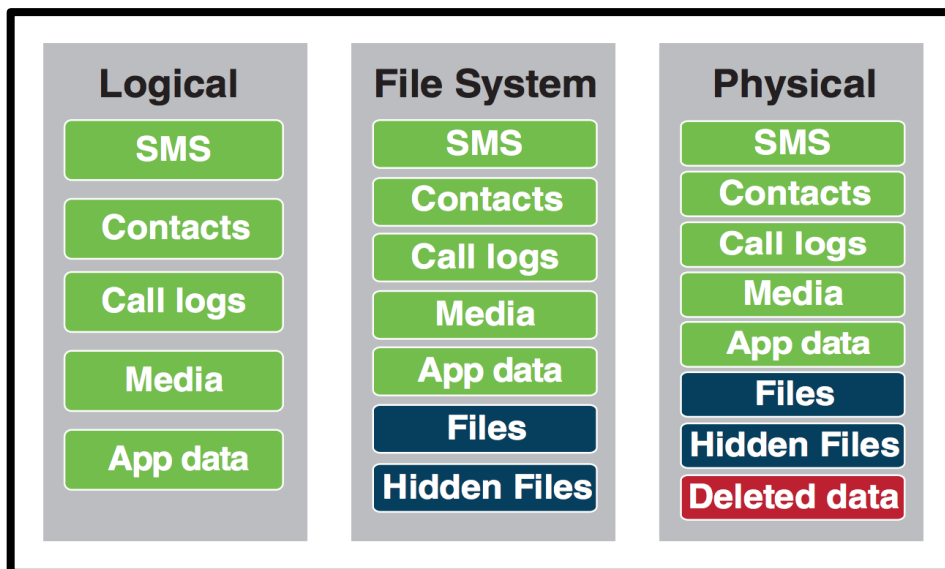 Logical
SMS
Contacts
Call logs
Media
App data
File System
SMS
Contacts
Call logs
Media
App data
Files
Hidden Files
Physical
SMS
Contacts
Call logs
Media
App data
Files
Hidden Files
Deleted data